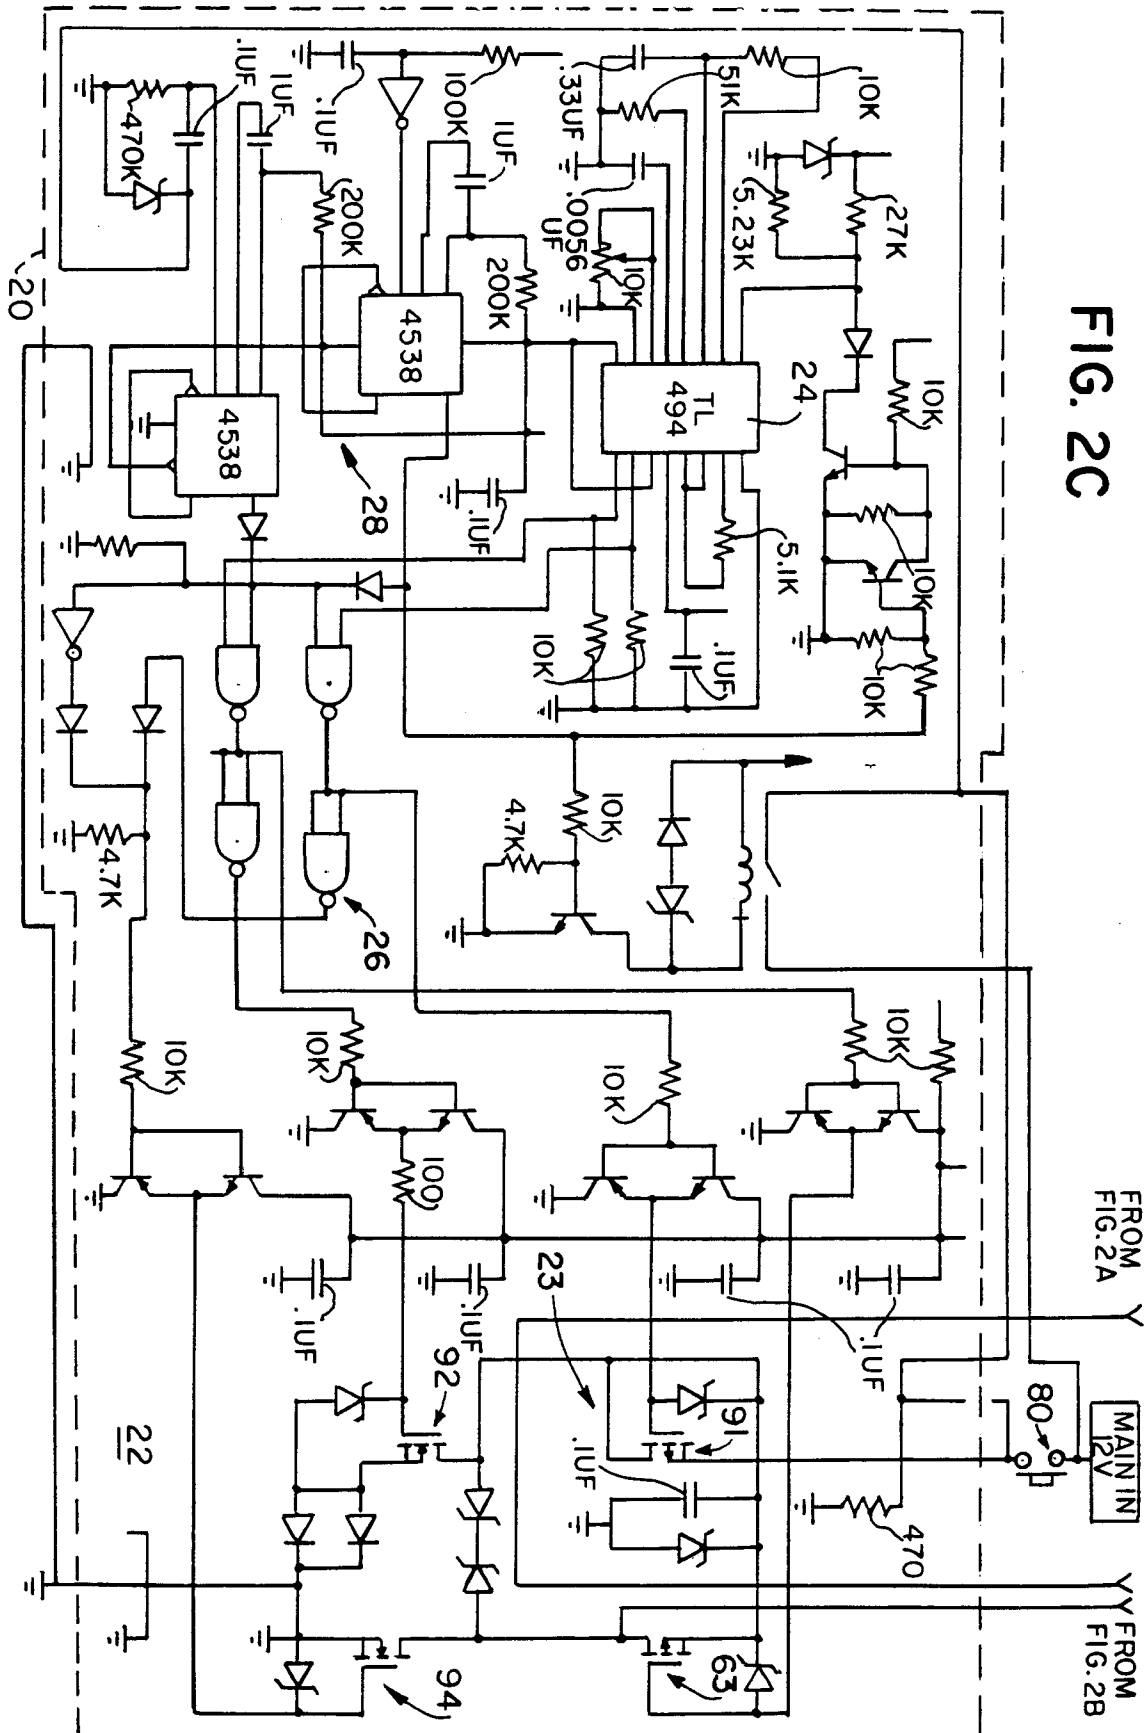 FIG. 2C
FROM
FIG. 2A
MAIN IN
12V
FROM
FIG. 2B
80
470
10K
27K
5.23K
10K
10K
10K
10K
51K
.33UF
.0056
UF
10K
24
TL
494
5.1K
.1UF
10K
100K
.1UF
1UF
200K
4538
28
.1UF
.1UF
1UF
470K
200K
4538
20
10K
4.7K
26
4.7K
10K
10K
100
10K
10K
.1UF
.1UF
.1UF
.1UF
23
91
92
63
94
22